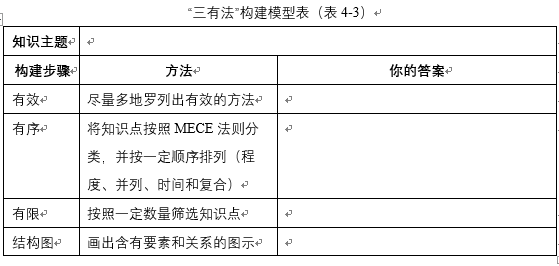 “三有法”构建模型表（表 4-3）
知识主题
构建步骤 方法 你的答案
有效 尽量多地罗列出有效的方法
有序 将知识点按照 MECE 法则分
类，并按一定顺序排列（程
度、并列、时间和复合）
有限 按照一定数量筛选知识点
结构图 画出含有要素和关系的图示